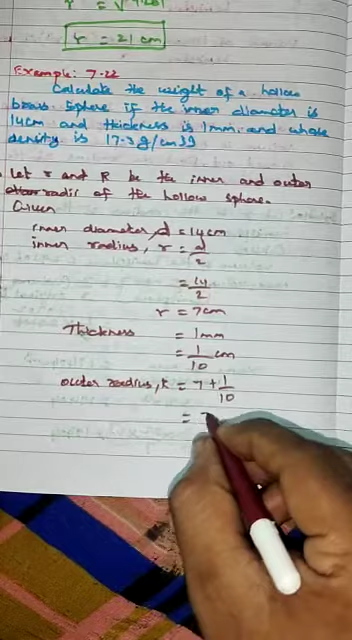 r = √
r = 21 cm
Example: 7.22
Calculate the weight of a hollow
brass sphere if the inner diameter is
14cm and thickness is 1mm and whose
density is 17.3 g/cm3
Let r and R be the inner and outer
radii of the hollow sphere.
Given
inner diameter, d = 14cm
inner radius, r = d/2
= 14/2
r = 7cm
Thickness = 1mm
= 1/10 cm
outer radius, R = 7 + 1/10
=